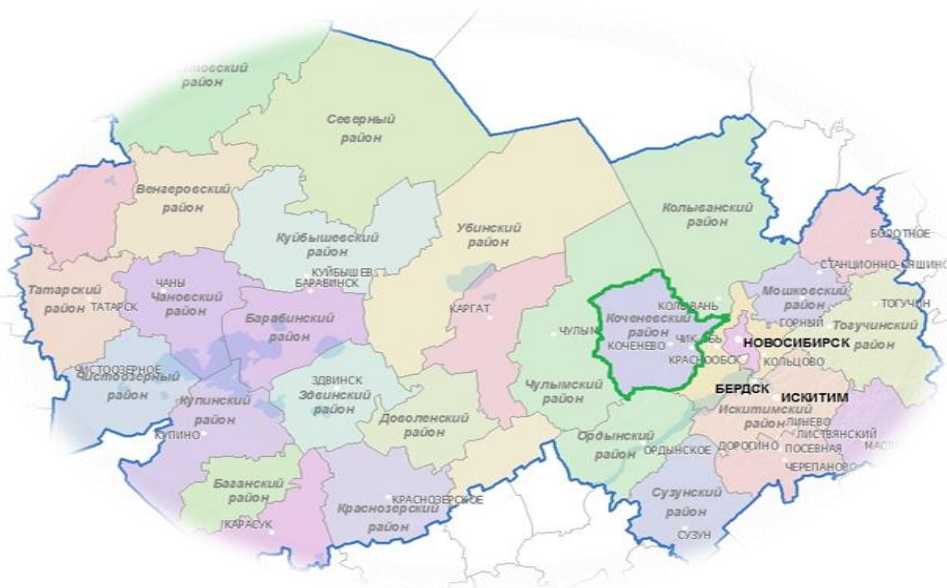 товский
район
Северный
район
Венгеровский
район
Колыванский
район
Убинский
район
Куйбышевский
район
БОЛОТНОЕ
КУЙБЫШЕВ
БАРАБИНСК
Татарский
район
ТАТАРСК
ЧАНЫ
Чановский
район
Мошковский
район
ТОГУЧИН
КАРГАТ
КОЛЫВАНЬ
Барабинский
район
Коченевский
район
ГОРНЫЙ
Тогучинский
район
ЧУЛЫМ
КОЧЕНЕВО
НОВОСИБИРСК
КРАСНООБСК
КОЛЬЦОВО
ЧИСТООЗЕРНОЕ
Чистоозерный
район
ЗДВИНСК
Здвинский
район
Чулымский
район
БЕРДСК
ИСКИТИМ
Купинский
район
Доволенский
район
Искитимский
район
ЛИНЕВО
КУПИНО
Ордынский
район
ОРДЫНСКОЕ
ДОРОГИНО
ЛИСТВЯНСКИЙ
ПОСЕВНАЯ
ЧЕРЕПАНОВО
Баганский
район
КРАСНОЗЕРСКОЕ
Краснозерский
район
Сузунский
район
КАРАСУК
СУЗУН